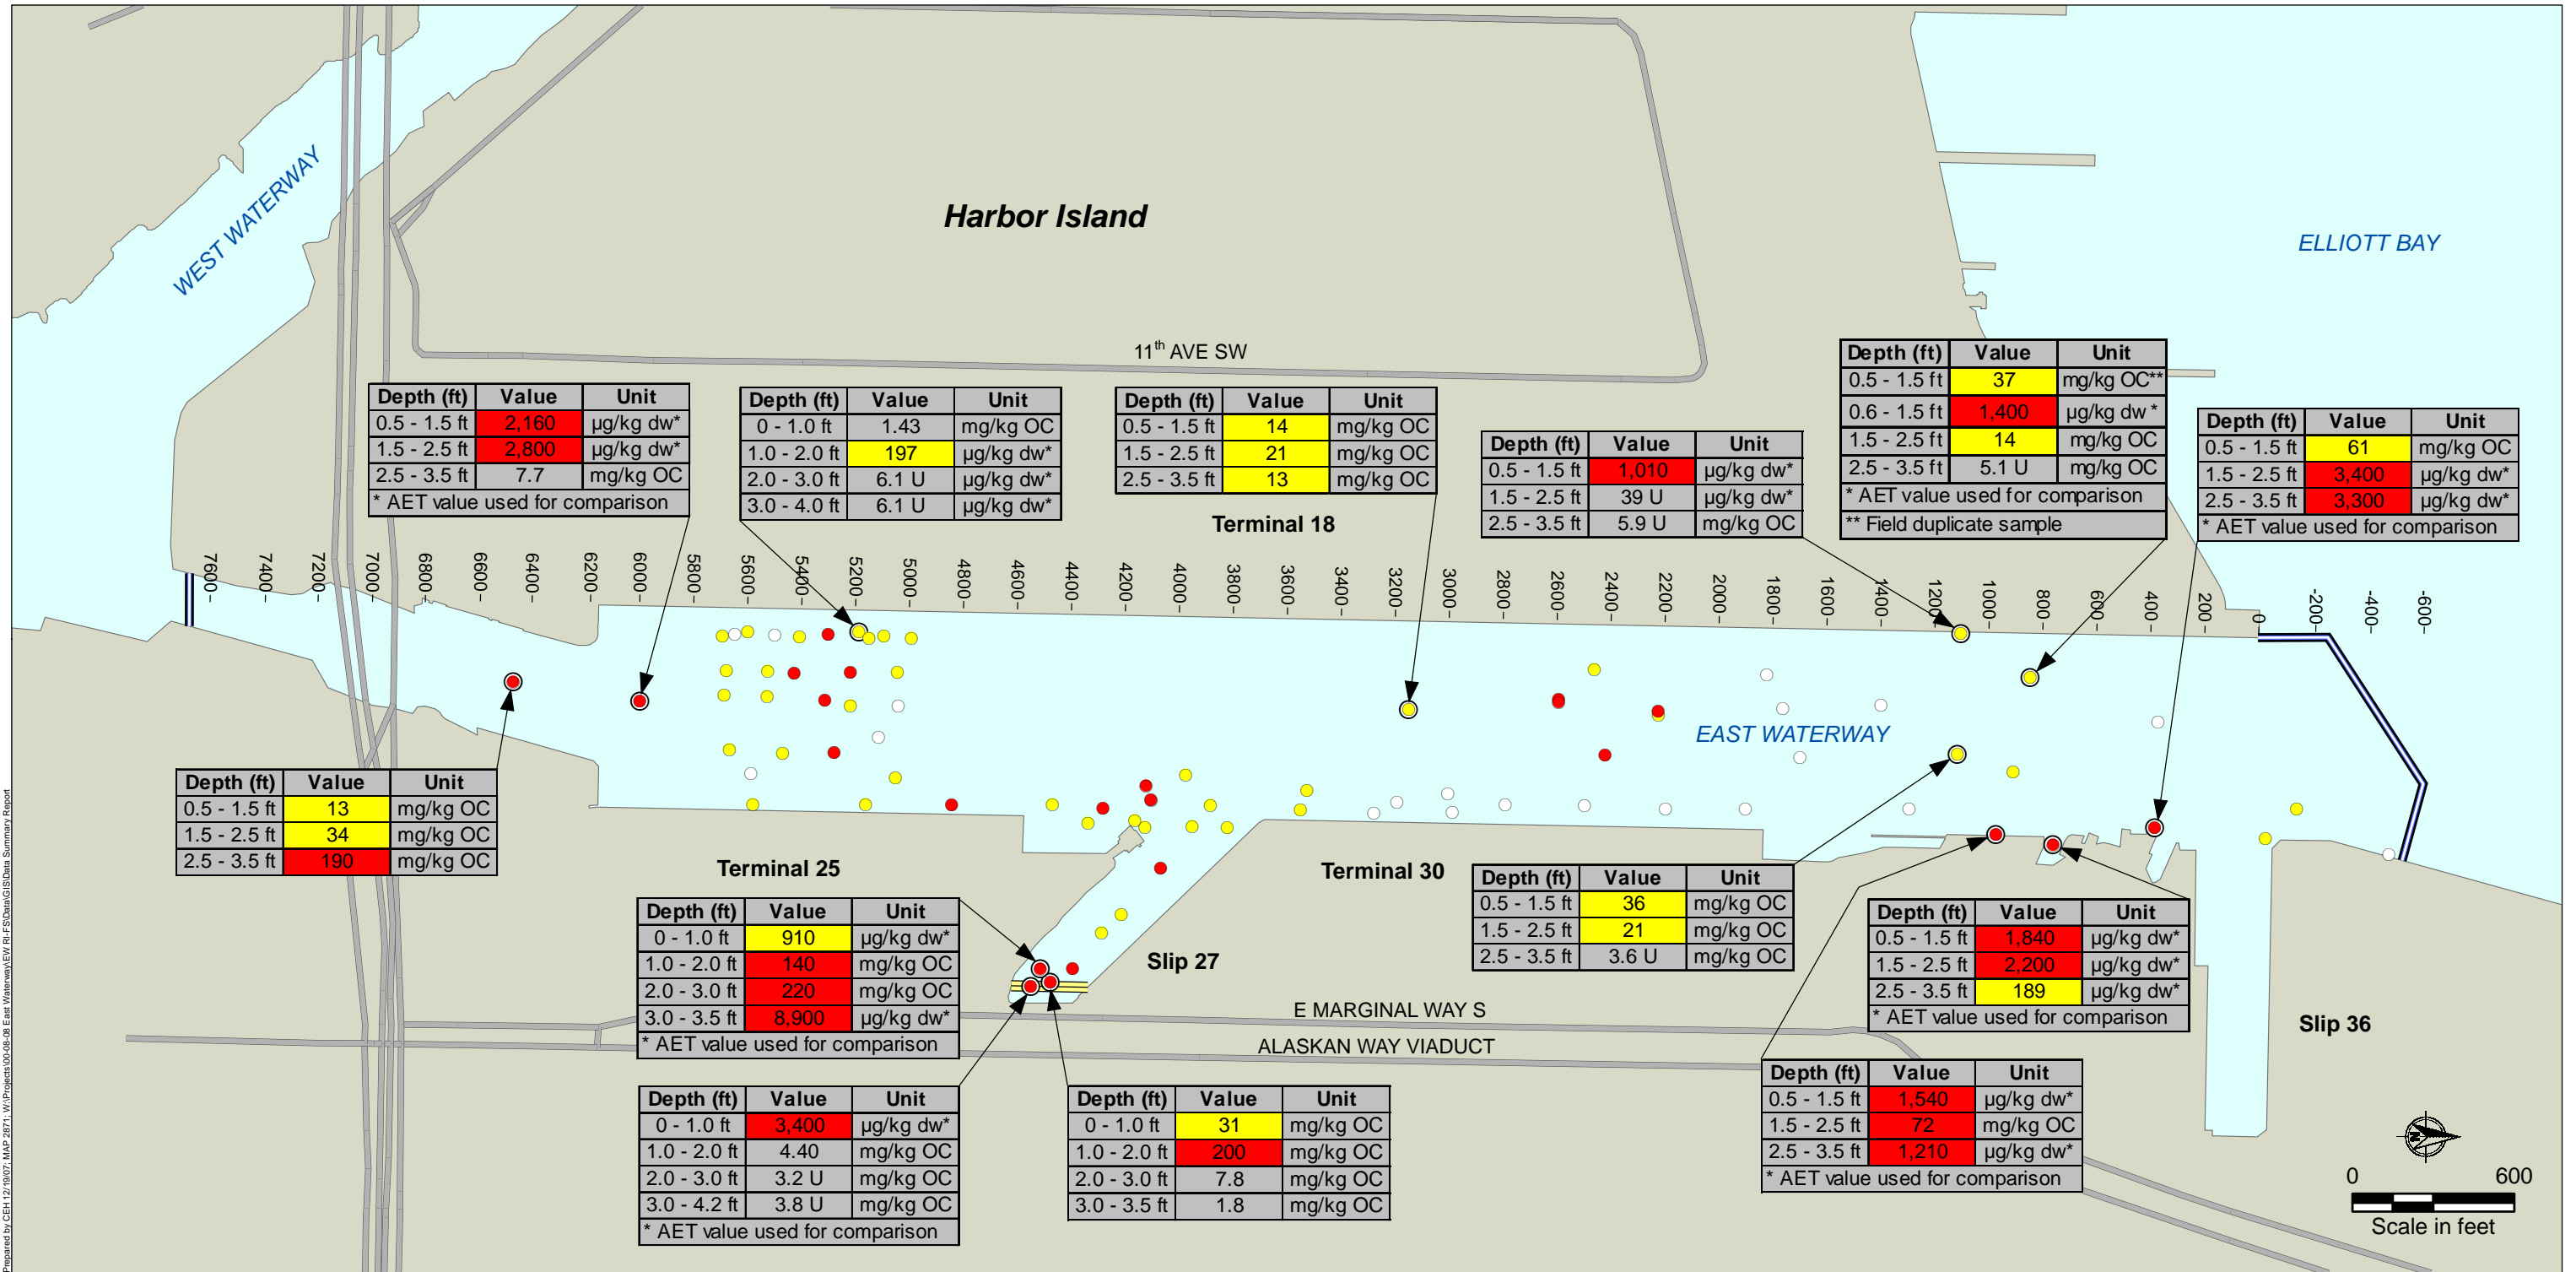 Harbor Island
WEST WATERWAY
ELLIOTT BAY
11th AVE SW
Depth (ft) Value Unit
0.5 - 1.5 ft 2,160 µg/kg dw*
1.5 - 2.5 ft 2,800 µg/kg dw*
2.5 - 3.5 ft 7.7 mg/kg OC
* AET value used for comparison
Depth (ft) Value Unit
0 - 1.0 ft 1.43 mg/kg OC
1.0 - 2.0 ft 197 µg/kg dw*
2.0 - 3.0 ft 6.1 U µg/kg dw*
3.0 - 4.0 ft 6.1 U µg/kg dw*
Depth (ft) Value Unit
0.5 - 1.5 ft 14 mg/kg OC
1.5 - 2.5 ft 21 mg/kg OC
2.5 - 3.5 ft 13 mg/kg OC
Terminal 18
Depth (ft) Value Unit
0.5 - 1.5 ft 1,010 µg/kg dw*
1.5 - 2.5 ft 39 U µg/kg dw*
2.5 - 3.5 ft 5.9 U mg/kg OC
Depth (ft) Value Unit
0.5 - 1.5 ft 37 mg/kg OC**
0.6 - 1.5 ft 1,400 µg/kg dw *
1.5 - 2.5 ft 14 mg/kg OC
2.5 - 3.5 ft 5.1 U mg/kg OC
* AET value used for comparison
** Field duplicate sample
Depth (ft) Value Unit
0.5 - 1.5 ft 61 mg/kg OC
1.5 - 2.5 ft 3,400 µg/kg dw*
2.5 - 3.5 ft 3,300 µg/kg dw*
* AET value used for comparison
7600 7400 7200 7000 6800 6600 6400 6200 6000 5800 5600 5400 5200 5000 4800 4600 4400 4200 4000 3800 3600 3400 3200 3000 2800 2600 2400 2200 2000 1800 1600 1400 1200 1000 800 600 400 200 0 -200 -400 -600
EAST WATERWAY
Depth (ft) Value Unit
0.5 - 1.5 ft 13 mg/kg OC
1.5 - 2.5 ft 34 mg/kg OC
2.5 - 3.5 ft 190 mg/kg OC
Terminal 25
Terminal 30
Slip 27
Slip 36
Depth (ft) Value Unit
0 - 1.0 ft 910 µg/kg dw*
1.0 - 2.0 ft 140 mg/kg OC
2.0 - 3.0 ft 220 mg/kg OC
3.0 - 3.5 ft 8,900 µg/kg dw*
* AET value used for comparison
Depth (ft) Value Unit
0.5 - 1.5 ft 36 mg/kg OC
1.5 - 2.5 ft 21 mg/kg OC
2.5 - 3.5 ft 3.6 U mg/kg OC
Depth (ft) Value Unit
0.5 - 1.5 ft 1,840 µg/kg dw*
1.5 - 2.5 ft 2,200 µg/kg dw*
2.5 - 3.5 ft 189 µg/kg dw*
* AET value used for comparison
E MARGINAL WAY S
ALASKAN WAY VIADUCT
Depth (ft) Value Unit
0 - 1.0 ft 3,400 µg/kg dw*
1.0 - 2.0 ft 4.40 mg/kg OC
2.0 - 3.0 ft 3.2 U mg/kg OC
3.0 - 4.2 ft 3.8 U mg/kg OC
* AET value used for comparison
Depth (ft) Value Unit
0 - 1.0 ft 31 mg/kg OC
1.0 - 2.0 ft 200 mg/kg OC
2.0 - 3.0 ft 7.8 mg/kg OC
3.0 - 3.5 ft 1.8 mg/kg OC
Depth (ft) Value Unit
0.5 - 1.5 ft 1,540 µg/kg dw*
1.5 - 2.5 ft 72 mg/kg OC
2.5 - 3.5 ft 1,210 µg/kg dw*
* AET value used for comparison
N
0 600
Scale in feet
Prepared by CEH 12/19/07; MAP 2871; W:\Projects\00-08-06 East Waterway\EW RI-FS\Data\GIS\Data Summary Report